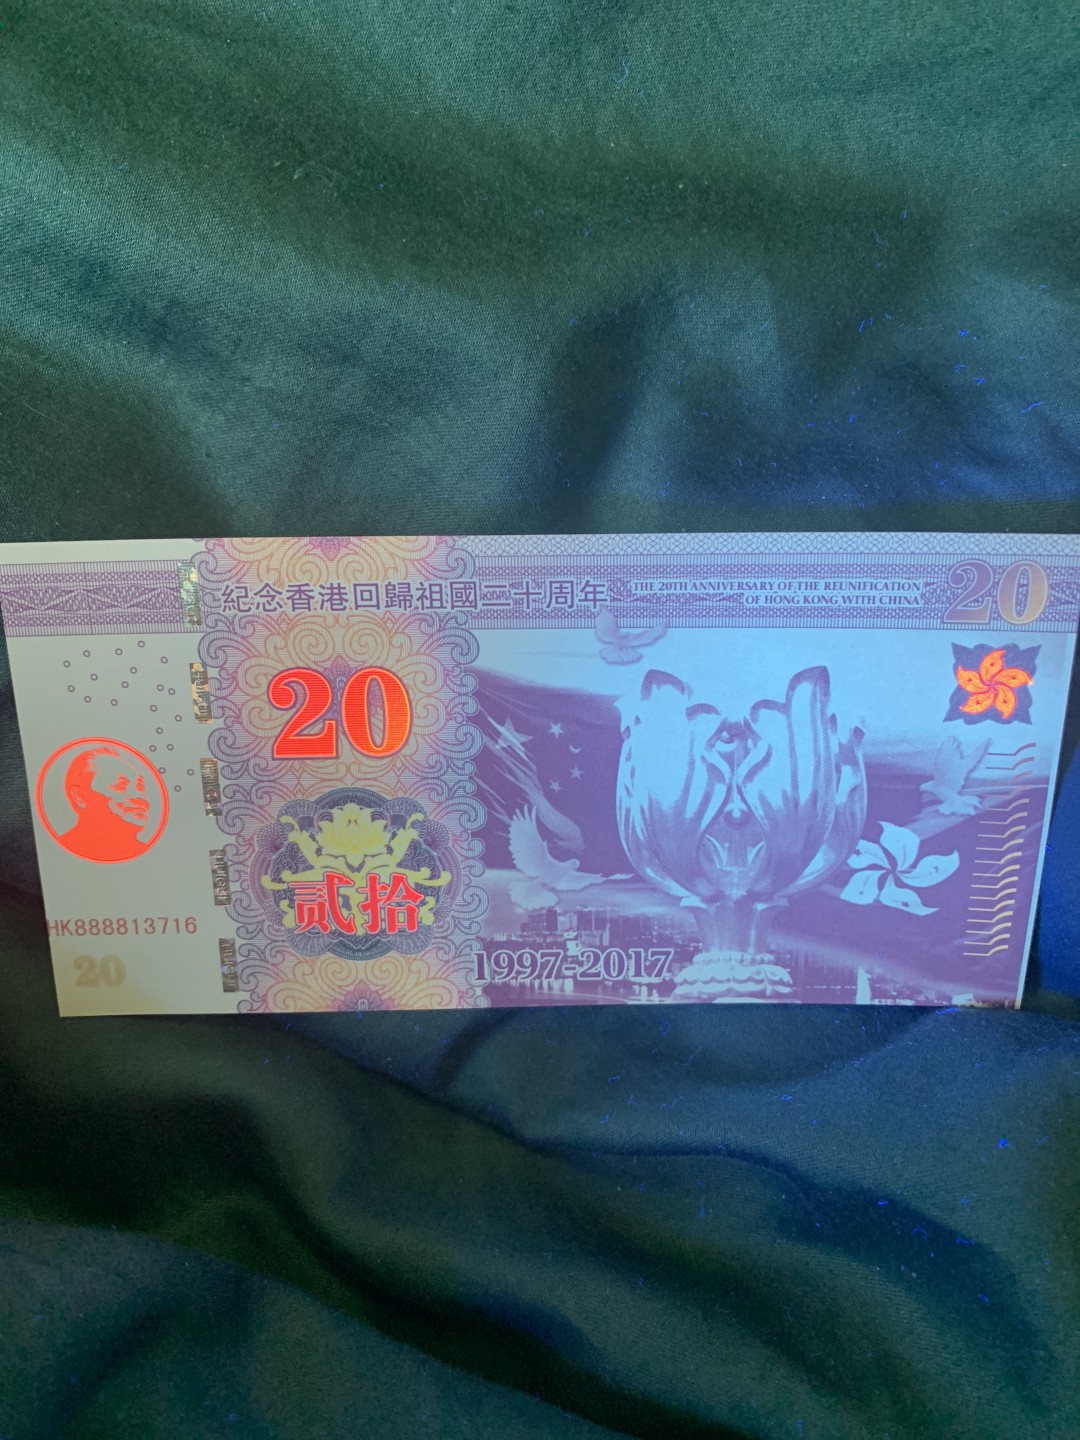 紀念香港回歸祖國二十周年
THE 20TH ANNIVERSARY OF THE REUNIFICATION
OF HONG KONG WITH CHINA
20
20
贰拾
HK888813716
20
1997-2017